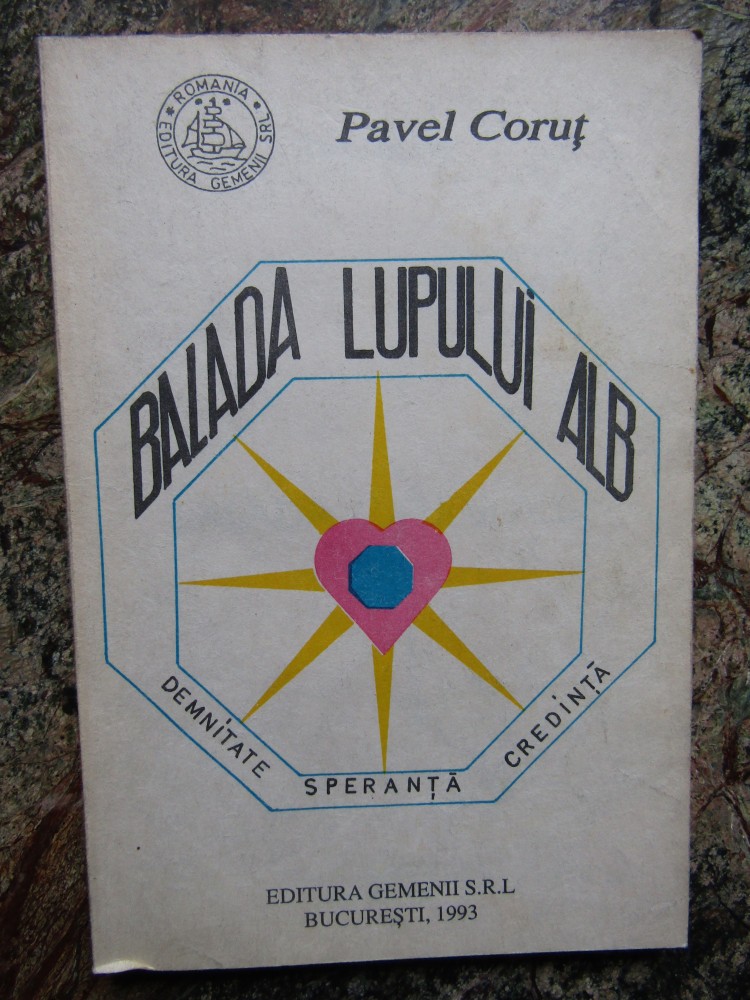 ROMANIA
EDITURA GEMENII SRL
Pavel Coruț
BALADA LUPULUI ALB
DEMNITATE
SPERANȚĂ
CREDINȚĂ
EDITURA GEMENII S.R.L
BUCUREȘTI, 1993